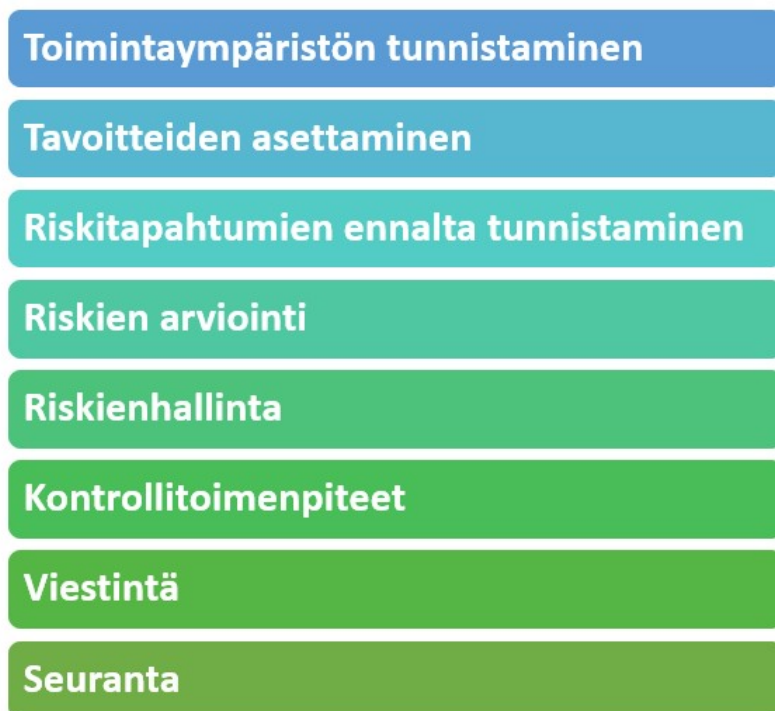 Toimintaympäristön tunnistaminen
Tavoitteiden asettaminen
Riskitapahtumien ennalta tunnistaminen
Riskien arviointi
Riskienhallinta
Kontrollitoimenpiteet
Viestintä
Seuranta